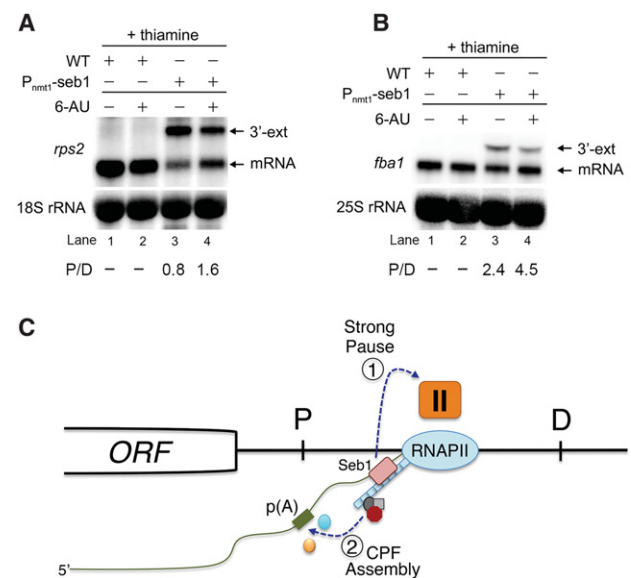 A
+ thiamine
WT + + − −
Pnmt1-seb1 − − + +
6-AU − + − +
rps2
3'-ext
mRNA
18S rRNA
Lane 1 2 3 4
P/D − − 0.8 1.6
B
+ thiamine
WT + + − −
Pnmt1-seb1 − − + +
6-AU − + − +
fba1
3'-ext
mRNA
25S rRNA
Lane 1 2 3 4
P/D − − 2.4 4.5
C
Strong
Pause
1
II
P
D
ORF
Seb1
RNAPII
p(A)
2 CPF
Assembly
5'